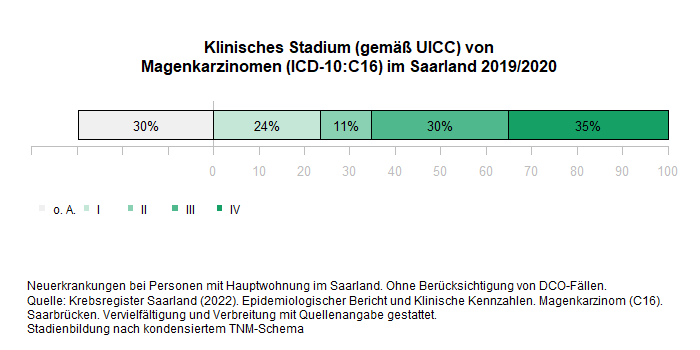 Klinisches Stadium (gemäß UICC) von
Magenkarzinomen (ICD-10:C16) im Saarland 2019/2020
30% 24% 11% 30% 35%
0 10 20 30 40 50 60 70 80 90 100
o. A. I II III IV
Neuerkrankungen bei Personen mit Hauptwohnung im Saarland. Ohne Berücksichtigung von DCO-Fällen.
Quelle: Krebsregister Saarland (2022). Epidemiologischer Bericht und Klinische Kennzahlen. Magenkarzinom (C16).
Saarbrücken. Vervielfältigung und Verbreitung mit Quellenangabe gestattet.
Stadienbildung nach kondensiertem TNM-Schema